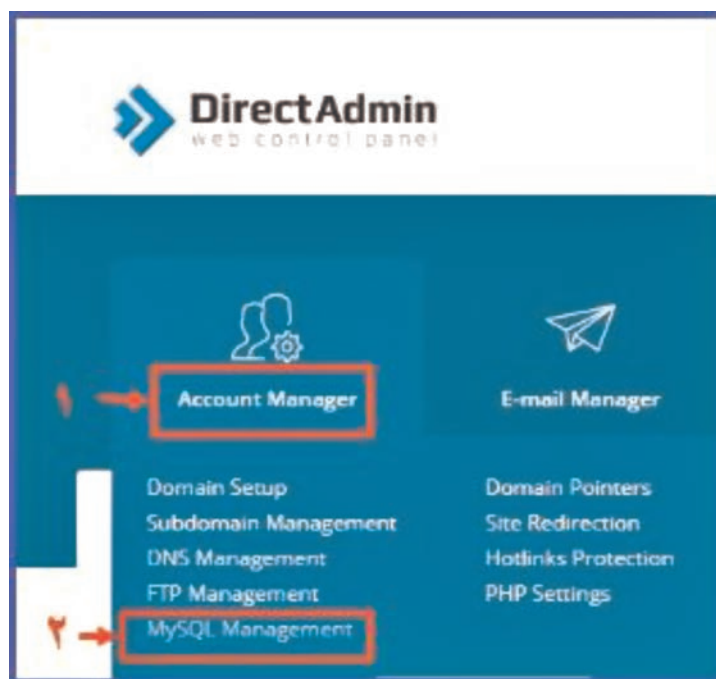 DirectAdmin
web control panel
۱
Account Manager
E-mail Manager
Domain Setup
Subdomain Management
DNS Management
FTP Management
۲
MySQL Management
Domain Pointers
Site Redirection
Hotlinks Protection
PHP Settings